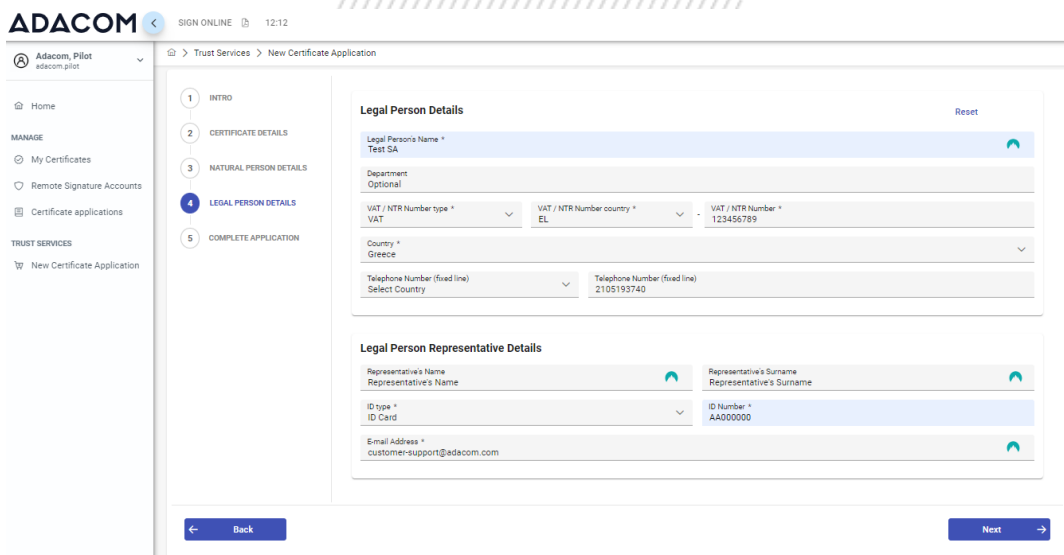 ADACOM
SIGN ONLINE 12:12
Adacom, Pilot
adacom.pilot
Home
MANAGE
My Certificates
Remote Signature Accounts
Certificate applications
TRUST SERVICES
New Certificate Application
> Trust Services > New Certificate Application
1 INTRO
2 CERTIFICATE DETAILS
3 NATURAL PERSON DETAILS
4 LEGAL PERSON DETAILS
5 COMPLETE APPLICATION
Legal Person Details Reset
Legal Person's Name *
Test SA
Department
Optional
VAT / NTR Number type * VAT / NTR Number country * VAT / NTR Number *
VAT EL - 123456789
Country *
Greece
Telephone Number (fixed line) Telephone Number (fixed line)
Select Country 2105193740
Legal Person Representative Details
Representative's Name Representative's Surname
Representative's Name Representative's Surname
ID type * ID Number *
ID Card AA000000
E-mail Address *
customer-support@adacom.com
Back Next